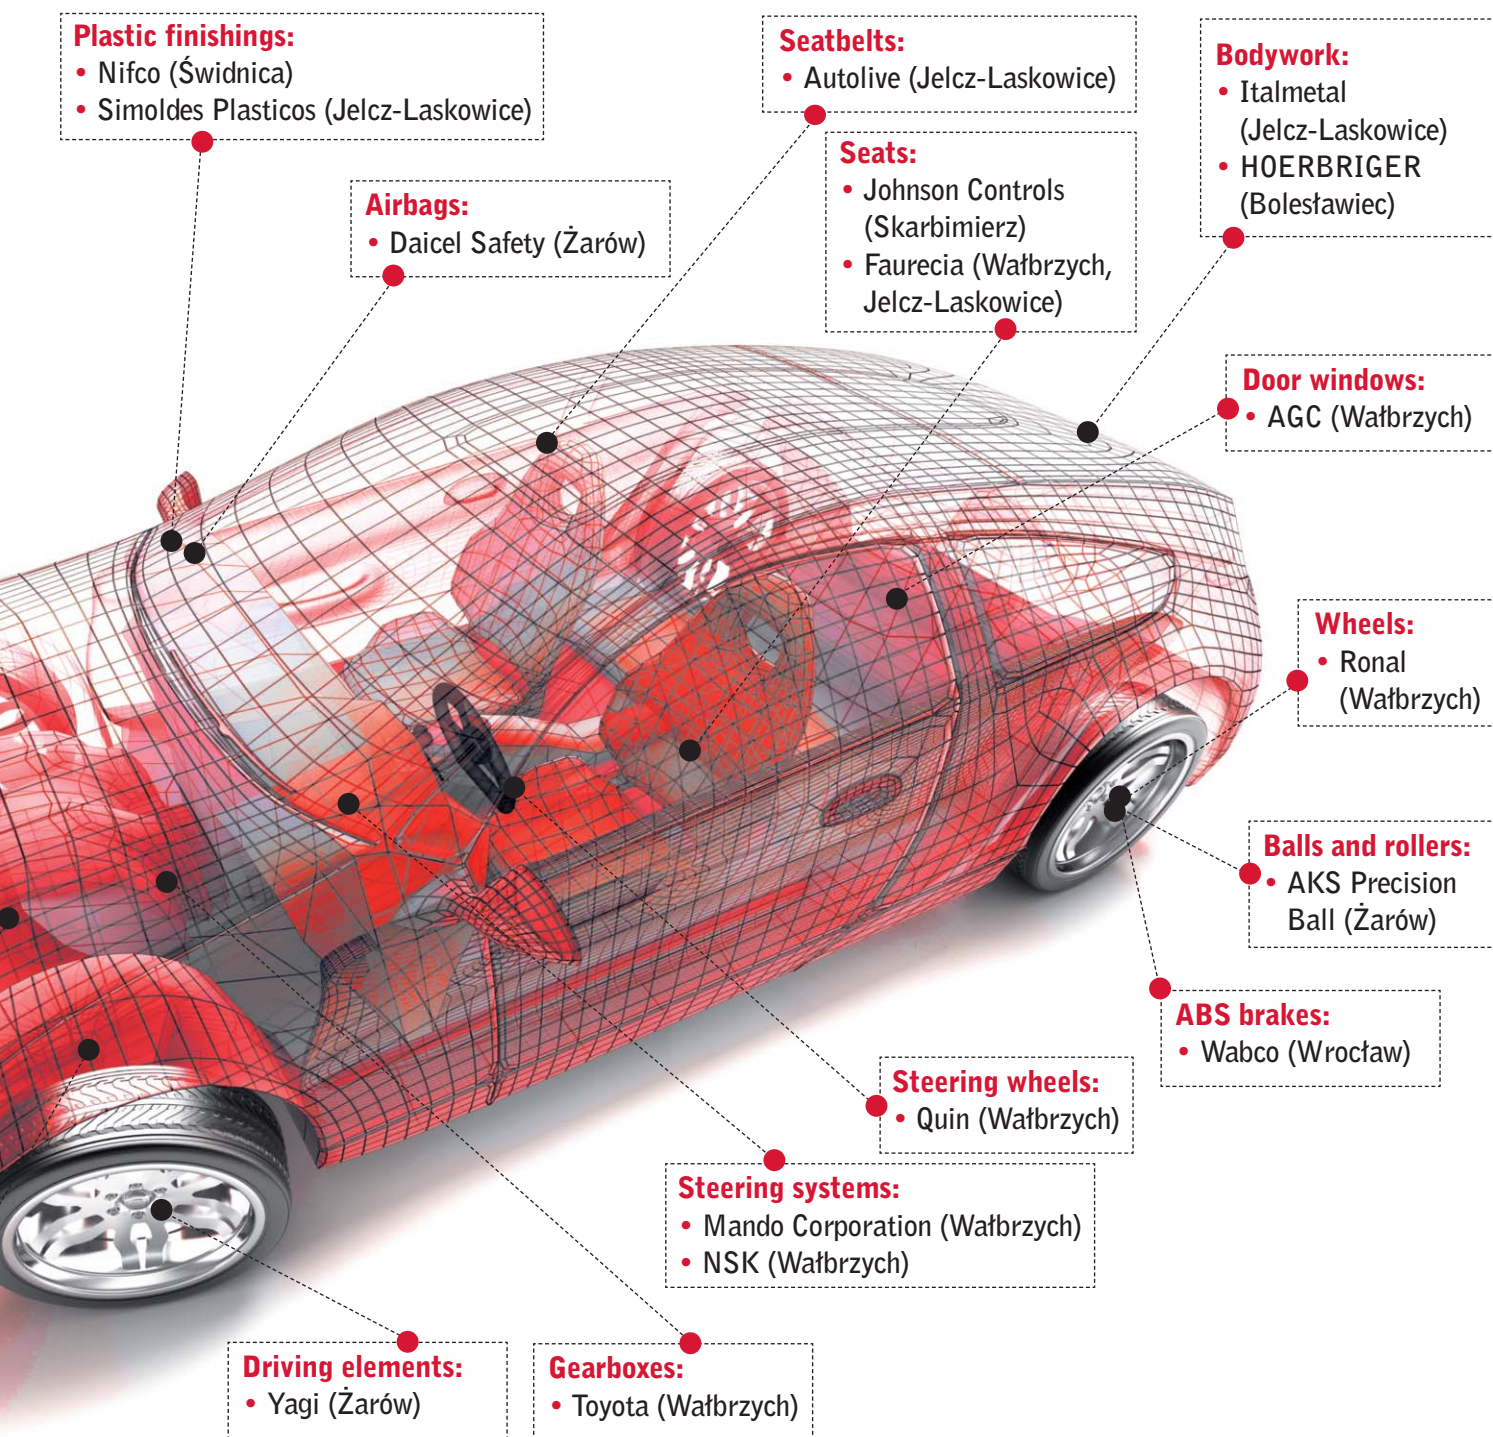 Plastic finishings:
• Nifco (Świdnica)
• Simoldes Plasticos (Jelcz-Laskowice)
Seatbelts:
• Autolive (Jelcz-Laskowice)
Bodywork:
• Italmetal
(Jelcz-Laskowice)
• HOERBRIGER
(Bolesławiec)
Airbags:
• Daicel Safety (Żarów)
Seats:
• Johnson Controls
(Skarbimierz)
• Faurecia (Wałbrzych,
Jelcz-Laskowice)
Door windows:
• AGC (Wałbrzych)
Wheels:
• Ronal
(Wałbrzych)
Balls and rollers:
• AKS Precision
Ball (Żarów)
ABS brakes:
• Wabco (Wrocław)
Steering wheels:
• Quin (Wałbrzych)
Steering systems:
• Mando Corporation (Wałbrzych)
• NSK (Wałbrzych)
Driving elements:
• Yagi (Żarów)
Gearboxes:
• Toyota (Wałbrzych)